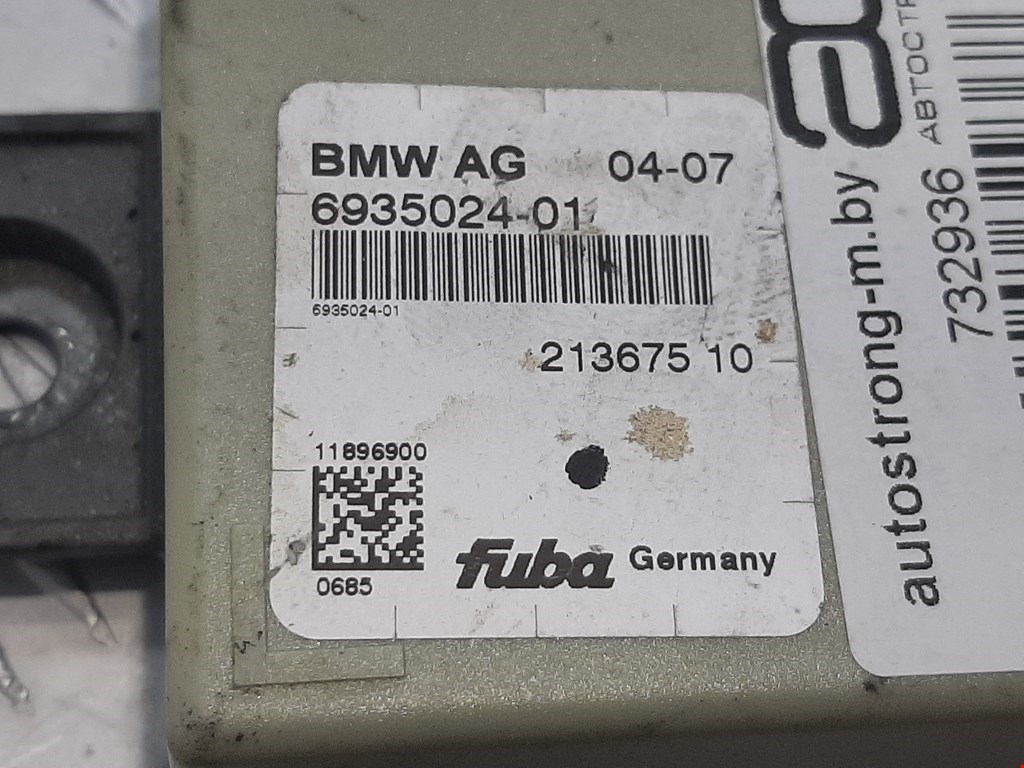 BMW AG 04-07
6935024-01
6935024-01
213675 10
11896900
0685
fuba Germany
autostrong-m.by
732936